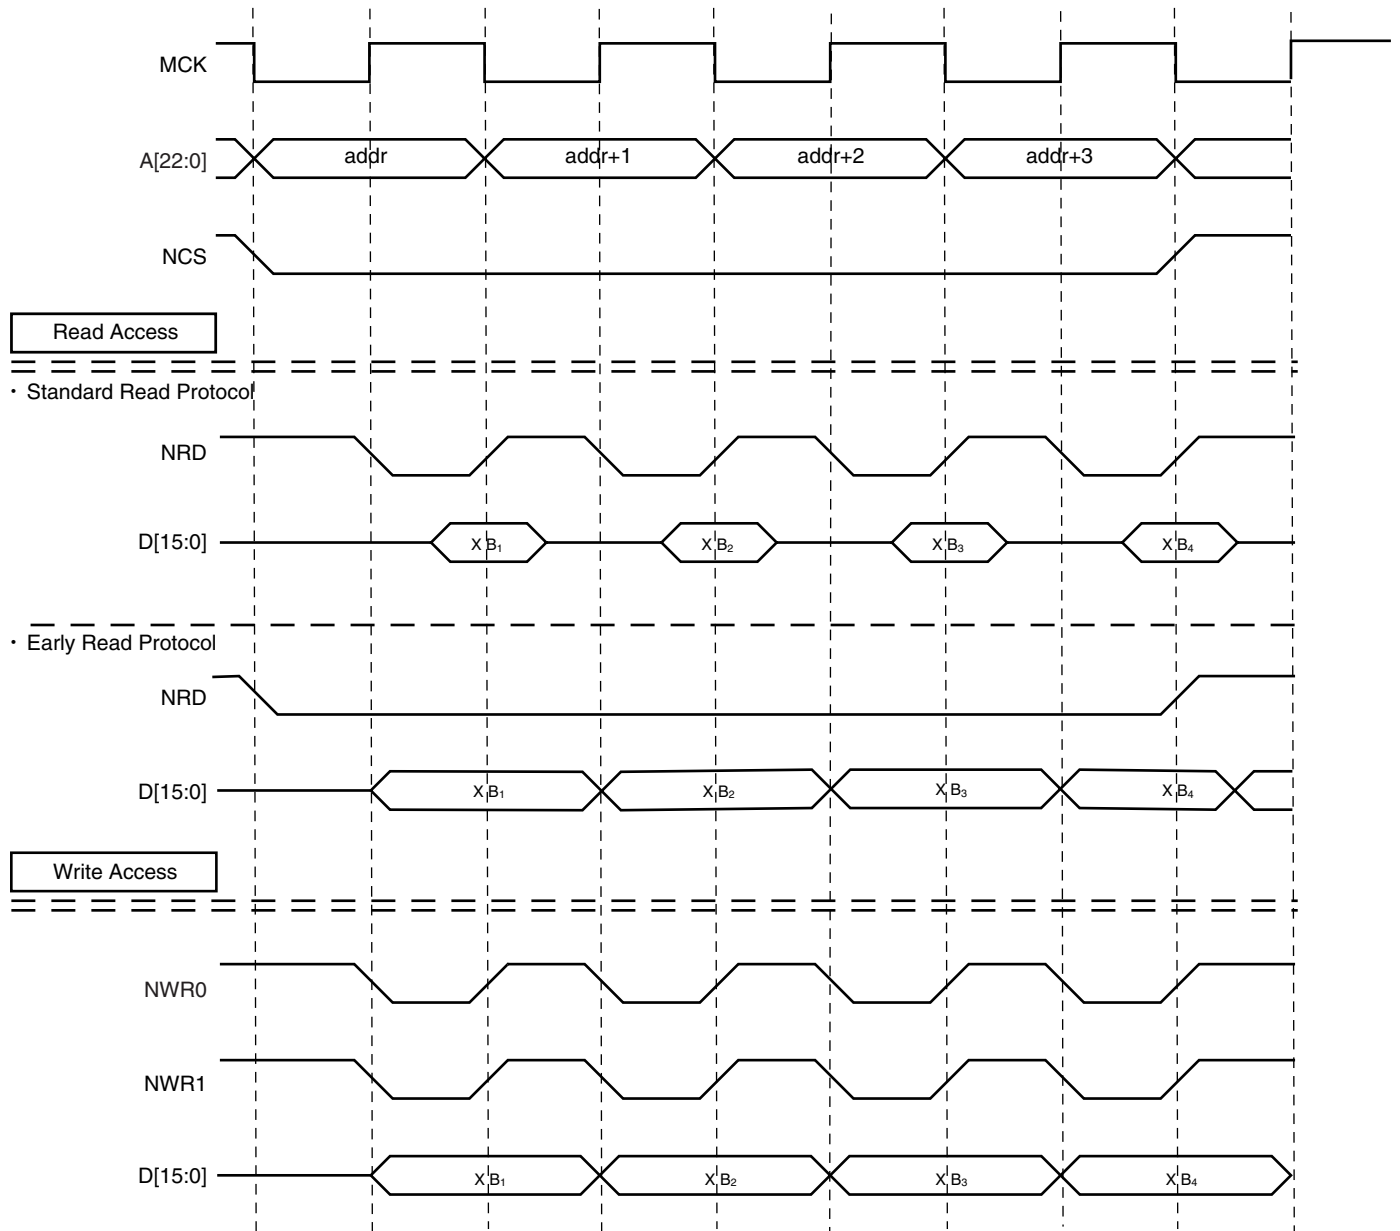 MCK
A[22:0] addr addr+1 addr+2 addr+3
NCS
Read Access
· Standard Read Protocol
NRD
D[15:0] X B₁ X B₂ X B₃ X B₄
· Early Read Protocol
NRD
D[15:0] X B₁ X B₂ X B₃ X B₄
Write Access
NWR0
NWR1
D[15:0] X B₁ X B₂ X B₃ X B₄